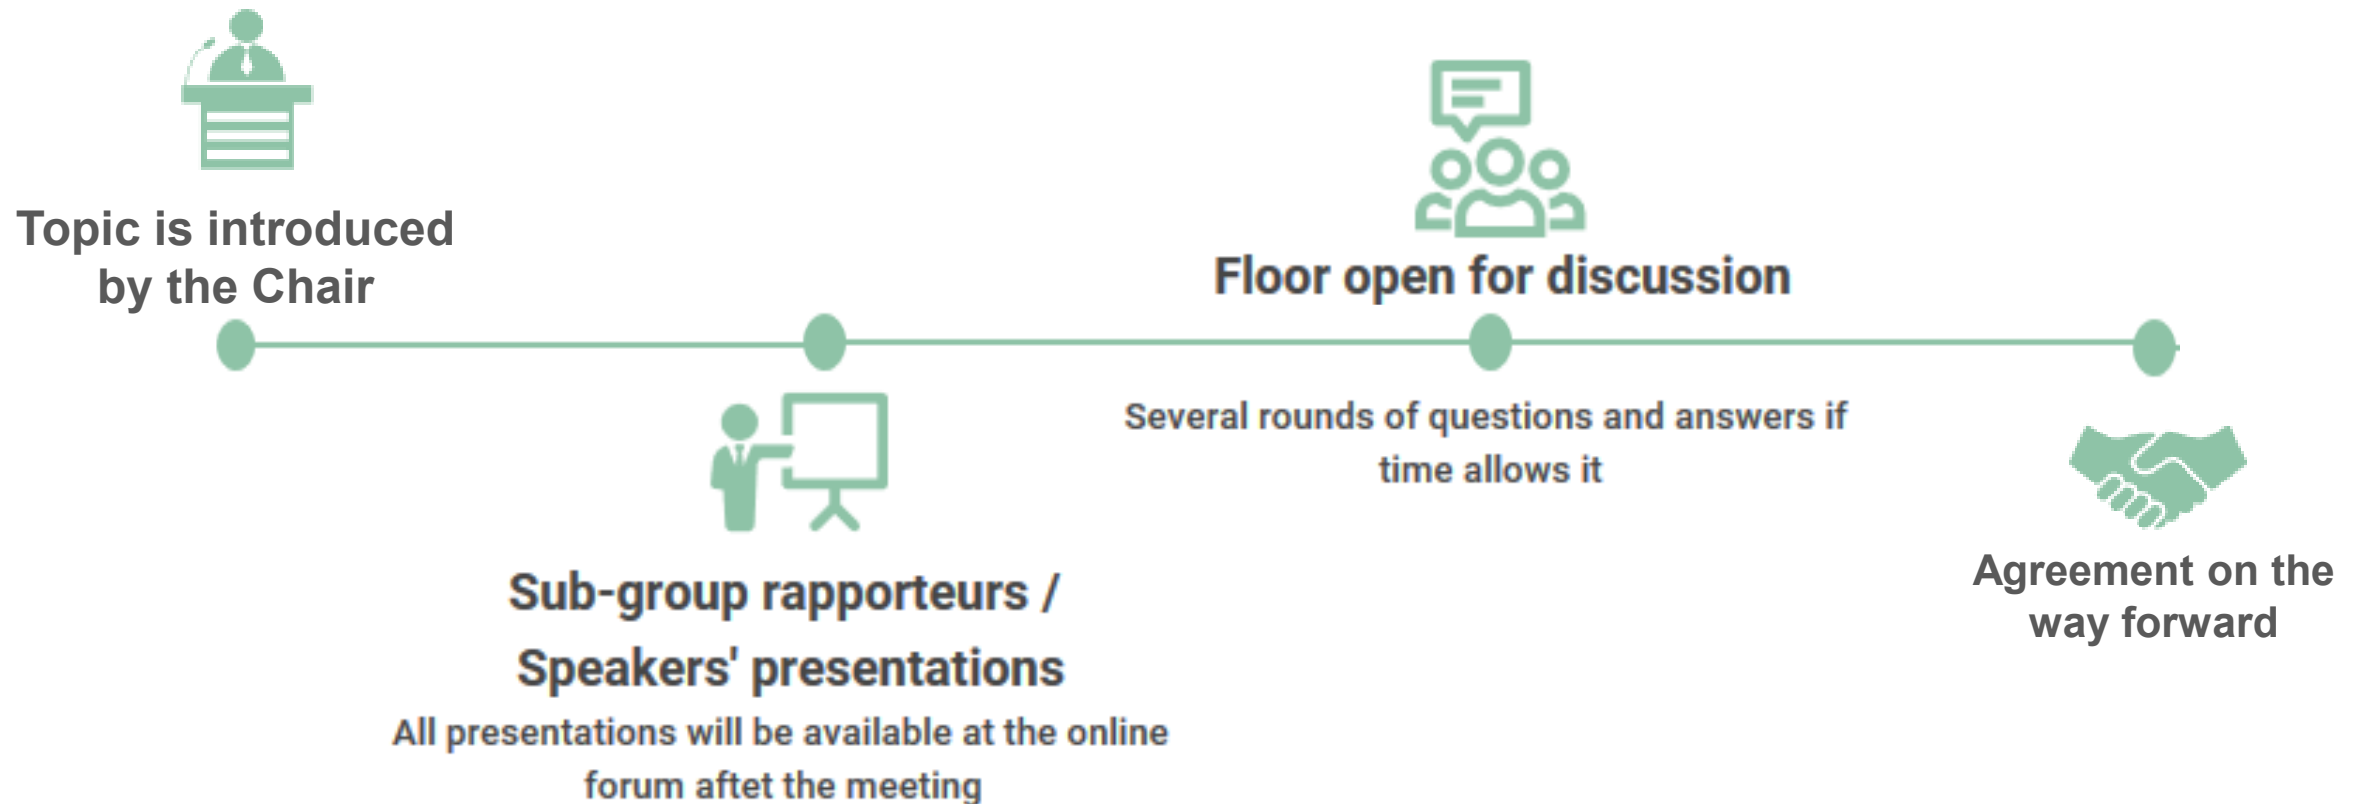 Topic is introduced
by the Chair
Sub-group rapporteurs /
Speakers' presentations
All presentations will be available at the online
forum aftet the meeting
Floor open for discussion
Several rounds of questions and answers if
time allows it
Agreement on the
way forward